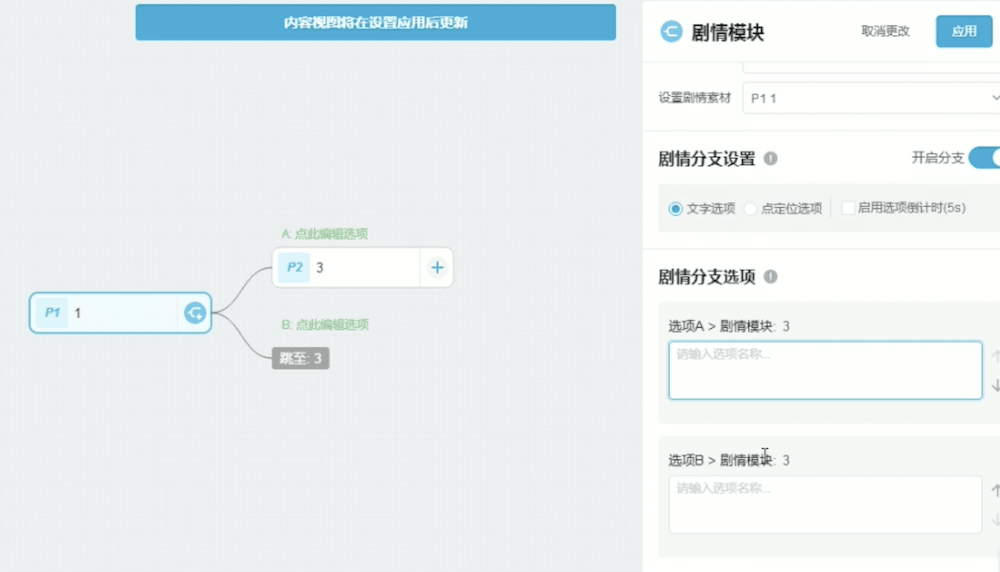 内容视图将在设置应用后更新
剧情模块
取消更改
应用
设置剧情素材
P1 1
剧情分支设置
开启分支
文字选项
点定位选项
启用选项倒计时(5s)
A: 点此编辑选项
P2 3
P1 1
B: 点此编辑选项
跳至: 3
剧情分支选项
选项A > 剧情模块: 3
请输入选项名称...
选项B > 剧情模块: 3
请输入选项名称...